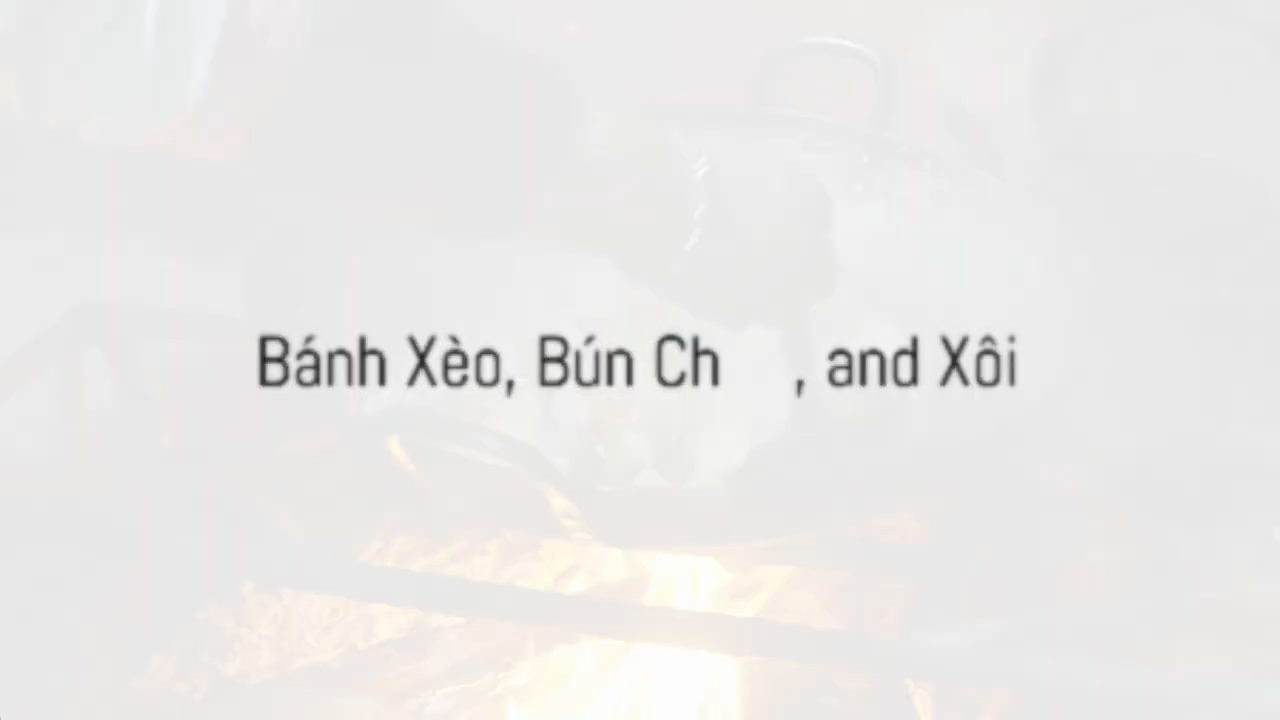 Bánh Xèo, Bún Ch , and Xôi